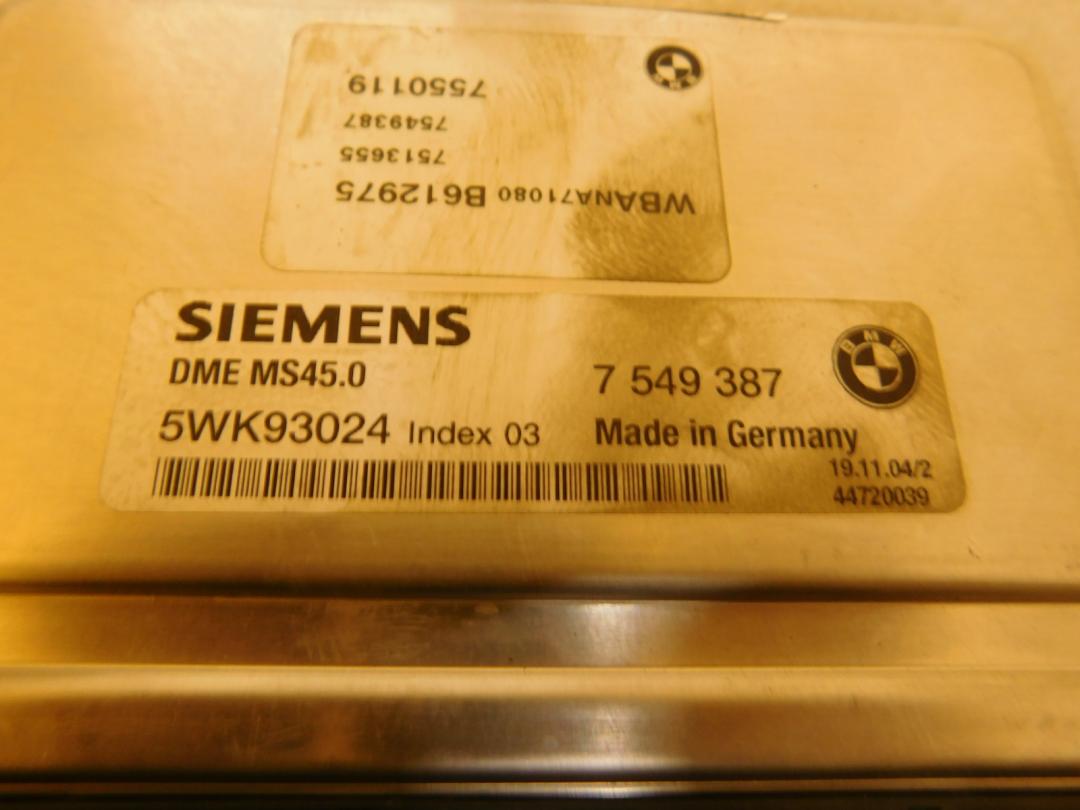 7550119
7549387
7513655
WBANA71080 B612975
SIEMENS
DME MS45.0
7 549 387
BMW
5WK93024 Index 03
Made in Germany
19.11.04/2
44720039